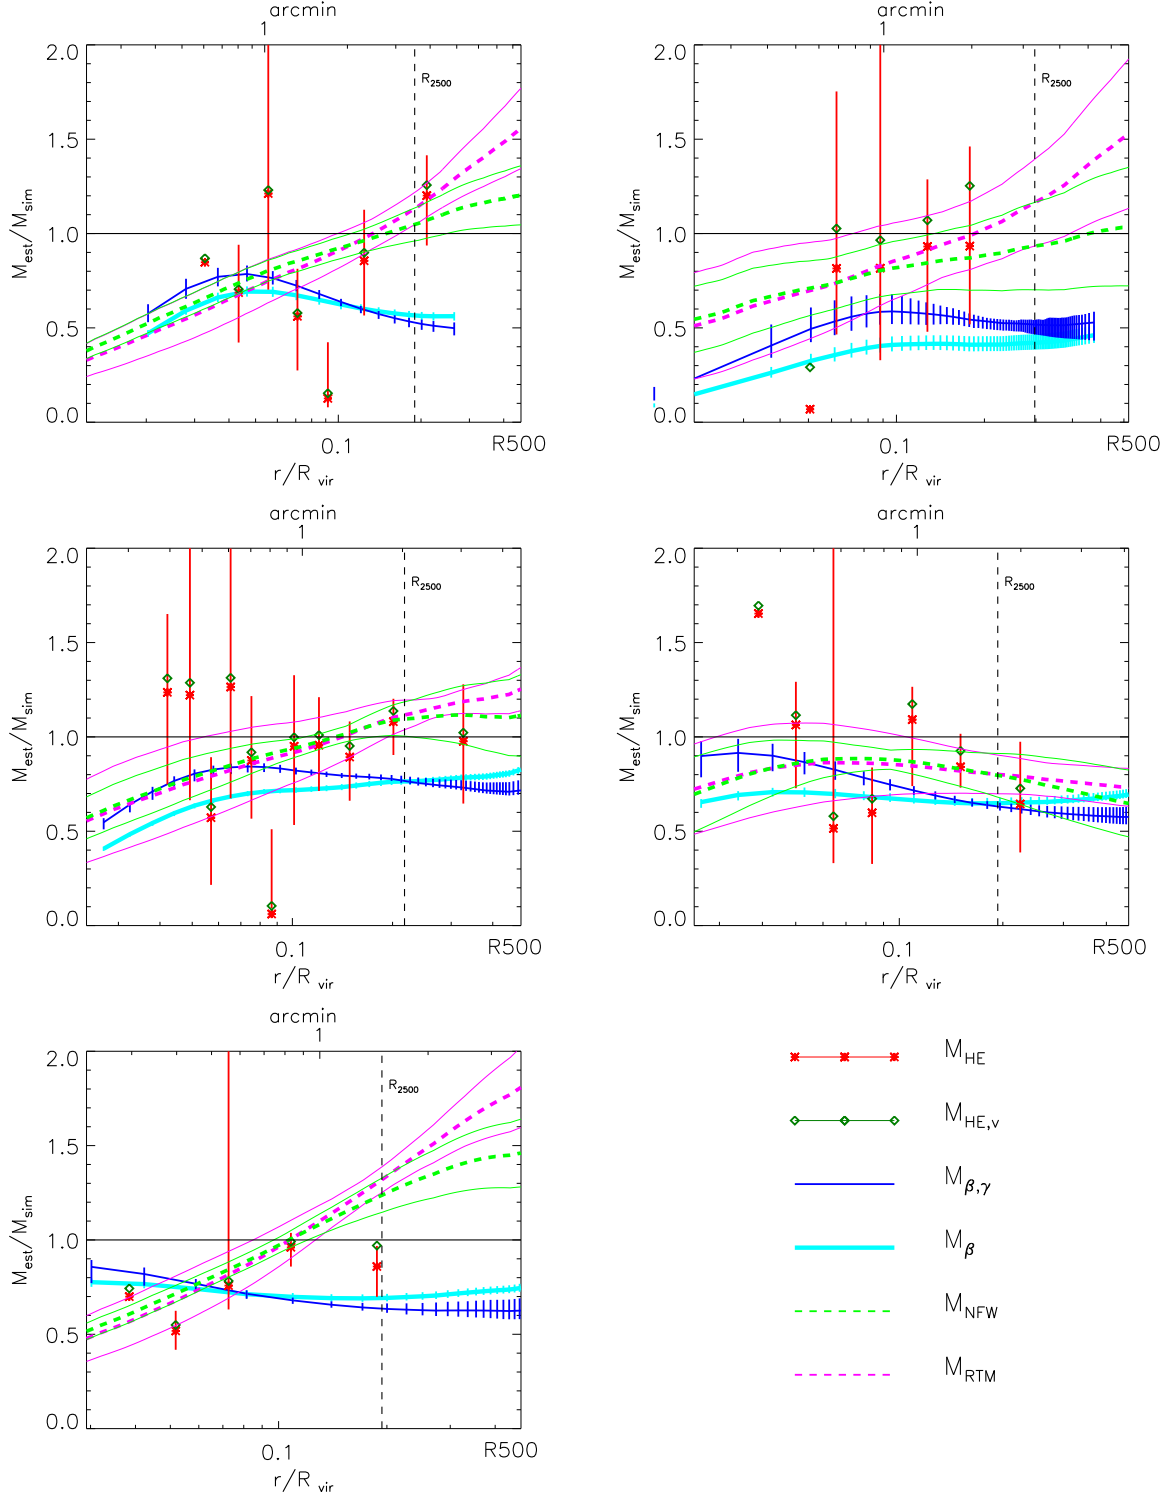 arcmin
1
2.0
1.5
1.0
0.5
0.0
M_est/M_sim
R_2500
0.1
R500
r/R_vir
arcmin
1
2.0
1.5
1.0
0.5
0.0
M_est/M_sim
R_2500
0.1
R500
r/R_vir
arcmin
1
2.0
1.5
1.0
0.5
0.0
M_est/M_sim
R_2500
0.1
R500
r/R_vir
arcmin
1
2.0
1.5
1.0
0.5
0.0
M_est/M_sim
R_2500
0.1
R500
r/R_vir
arcmin
1
2.0
1.5
1.0
0.5
0.0
M_est/M_sim
R_2500
0.1
R500
r/R_vir
M_HE
M_HE,v
M_β,γ
M_β
M_NFW
M_RTM